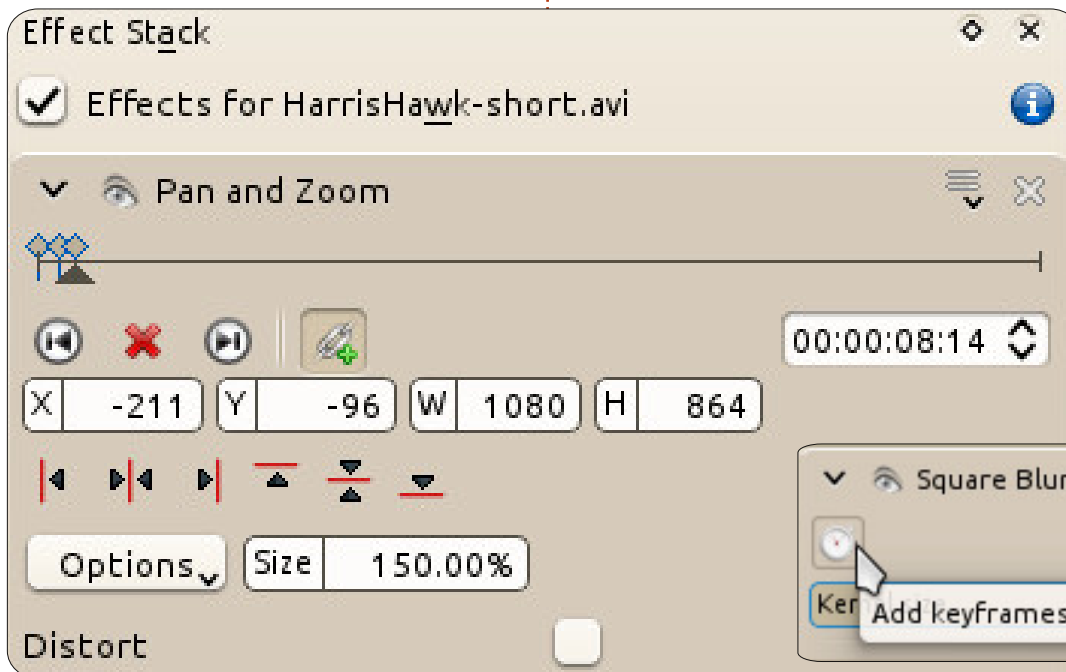 Effect Stack
Effects for HarrisHawk-short.avi
Pan and Zoom
00:00:08:14
X -211 Y -96 W 1080 H 864
Square Blur
Options Size 150.00%
Add keyframes
Distort